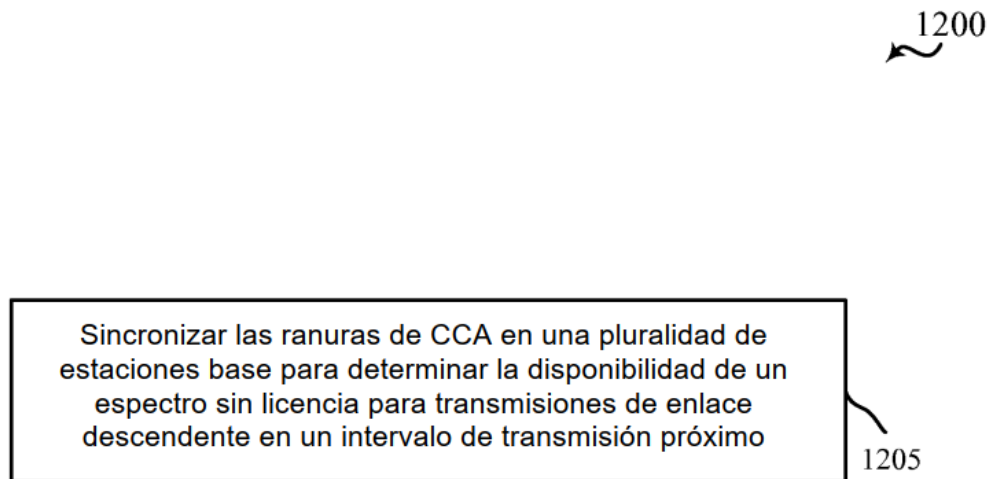 1200
Sincronizar las ranuras de CCA en una pluralidad de
estaciones base para determinar la disponibilidad de un
espectro sin licencia para transmisiones de enlace
descendente en un intervalo de transmisión próximo
1205